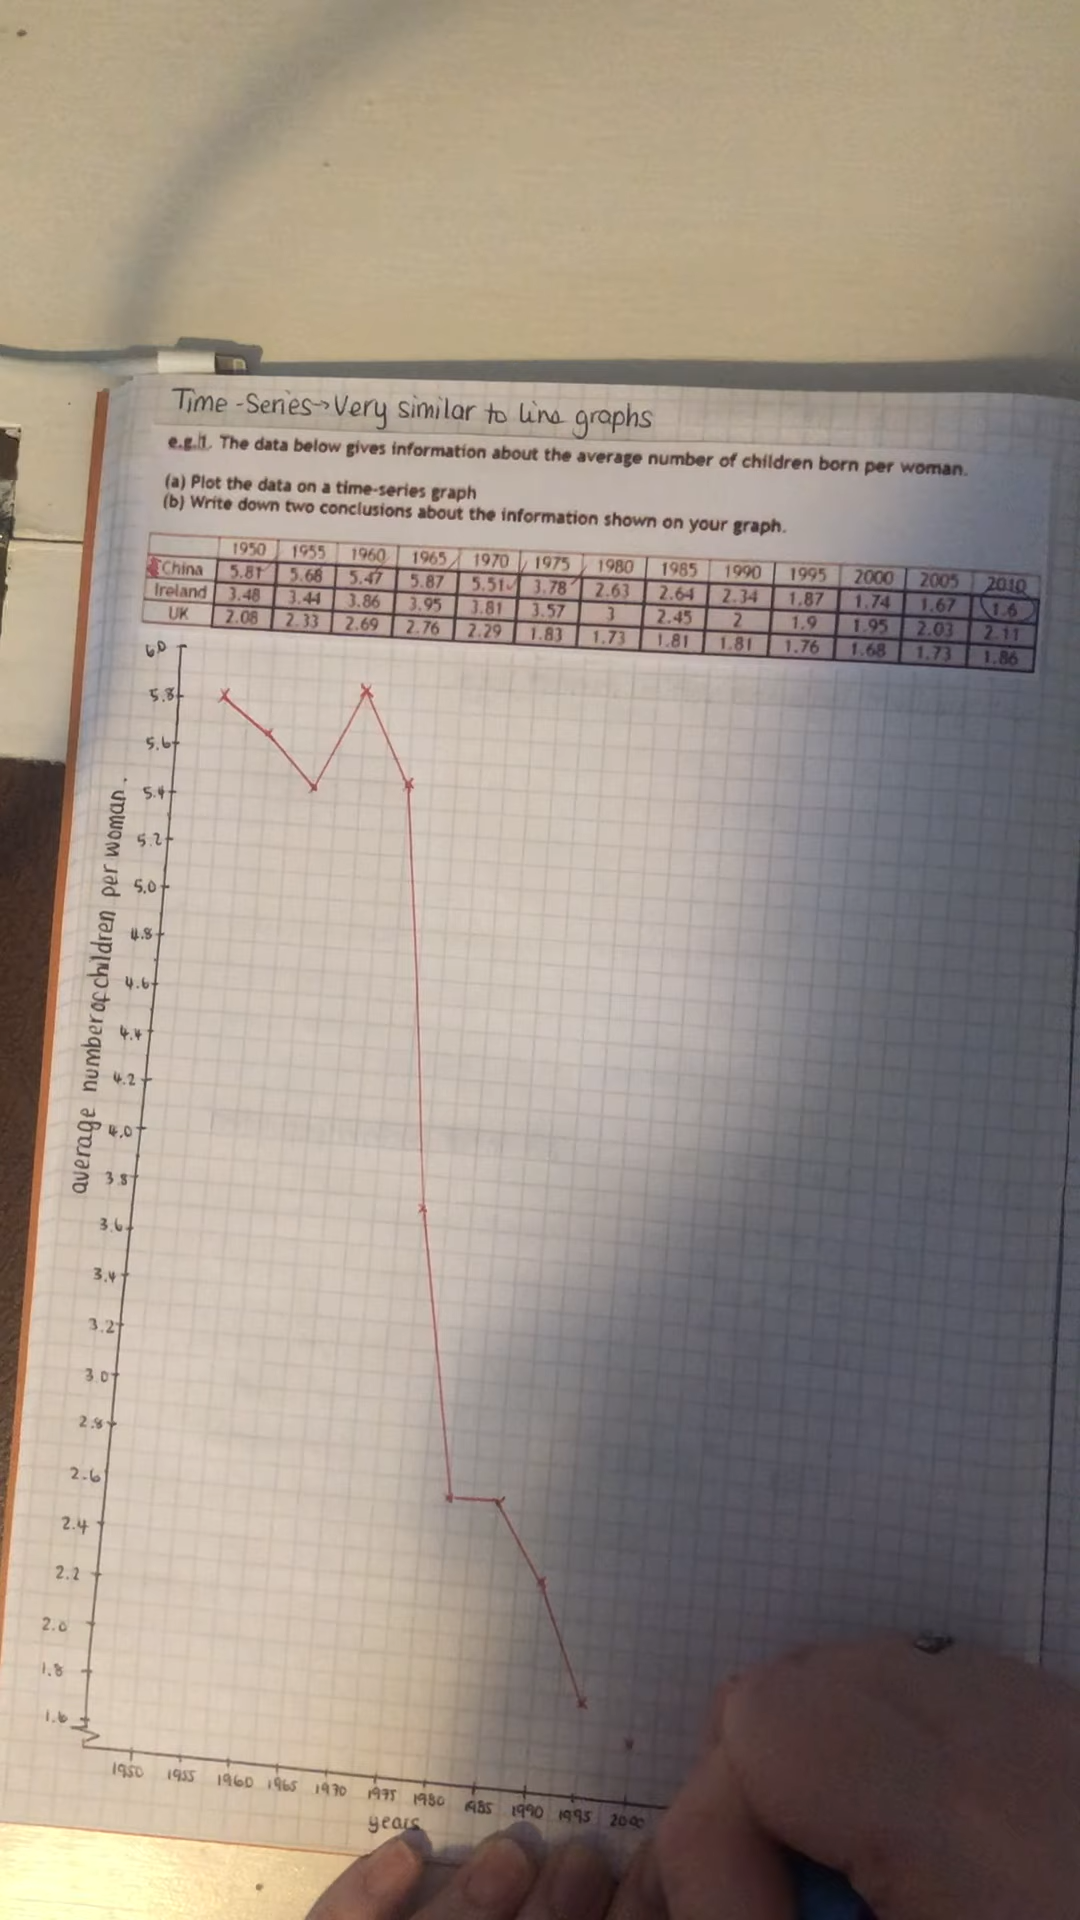 Time-Series→Very similar to line graphs
e.g.1. The data below gives information about the average number of children born per woman.
(a) Plot the data on a time-series graph
(b) Write down two conclusions about the information shown on your graph.
1950 1955 1960 1965 1970 1975 1980 1985 1990 1995 2000 2005 2010
China 5.81 5.68 5.47 5.87 5.51 3.78 2.63 2.64 2.34 1.87 1.74 1.67 1.6
Ireland 3.48 3.44 3.86 3.95 3.81 3.57 3 2.45 2 1.9 1.95 2.03 2.11
UK 2.08 2.33 2.69 2.76 2.29 1.83 1.73 1.81 1.81 1.76 1.68 1.73 1.86
average number of children per woman.
6.0
5.8
5.6
5.4
5.2
5.0
4.8
4.6
4.4
4.2
4.0
3.8
3.6
3.4
3.2
3.0
2.8
2.6
2.4
2.2
2.0
1.8
1.6
1950 1955 1960 1965 1970 1975 1980 1985 1990 1995 2000
years